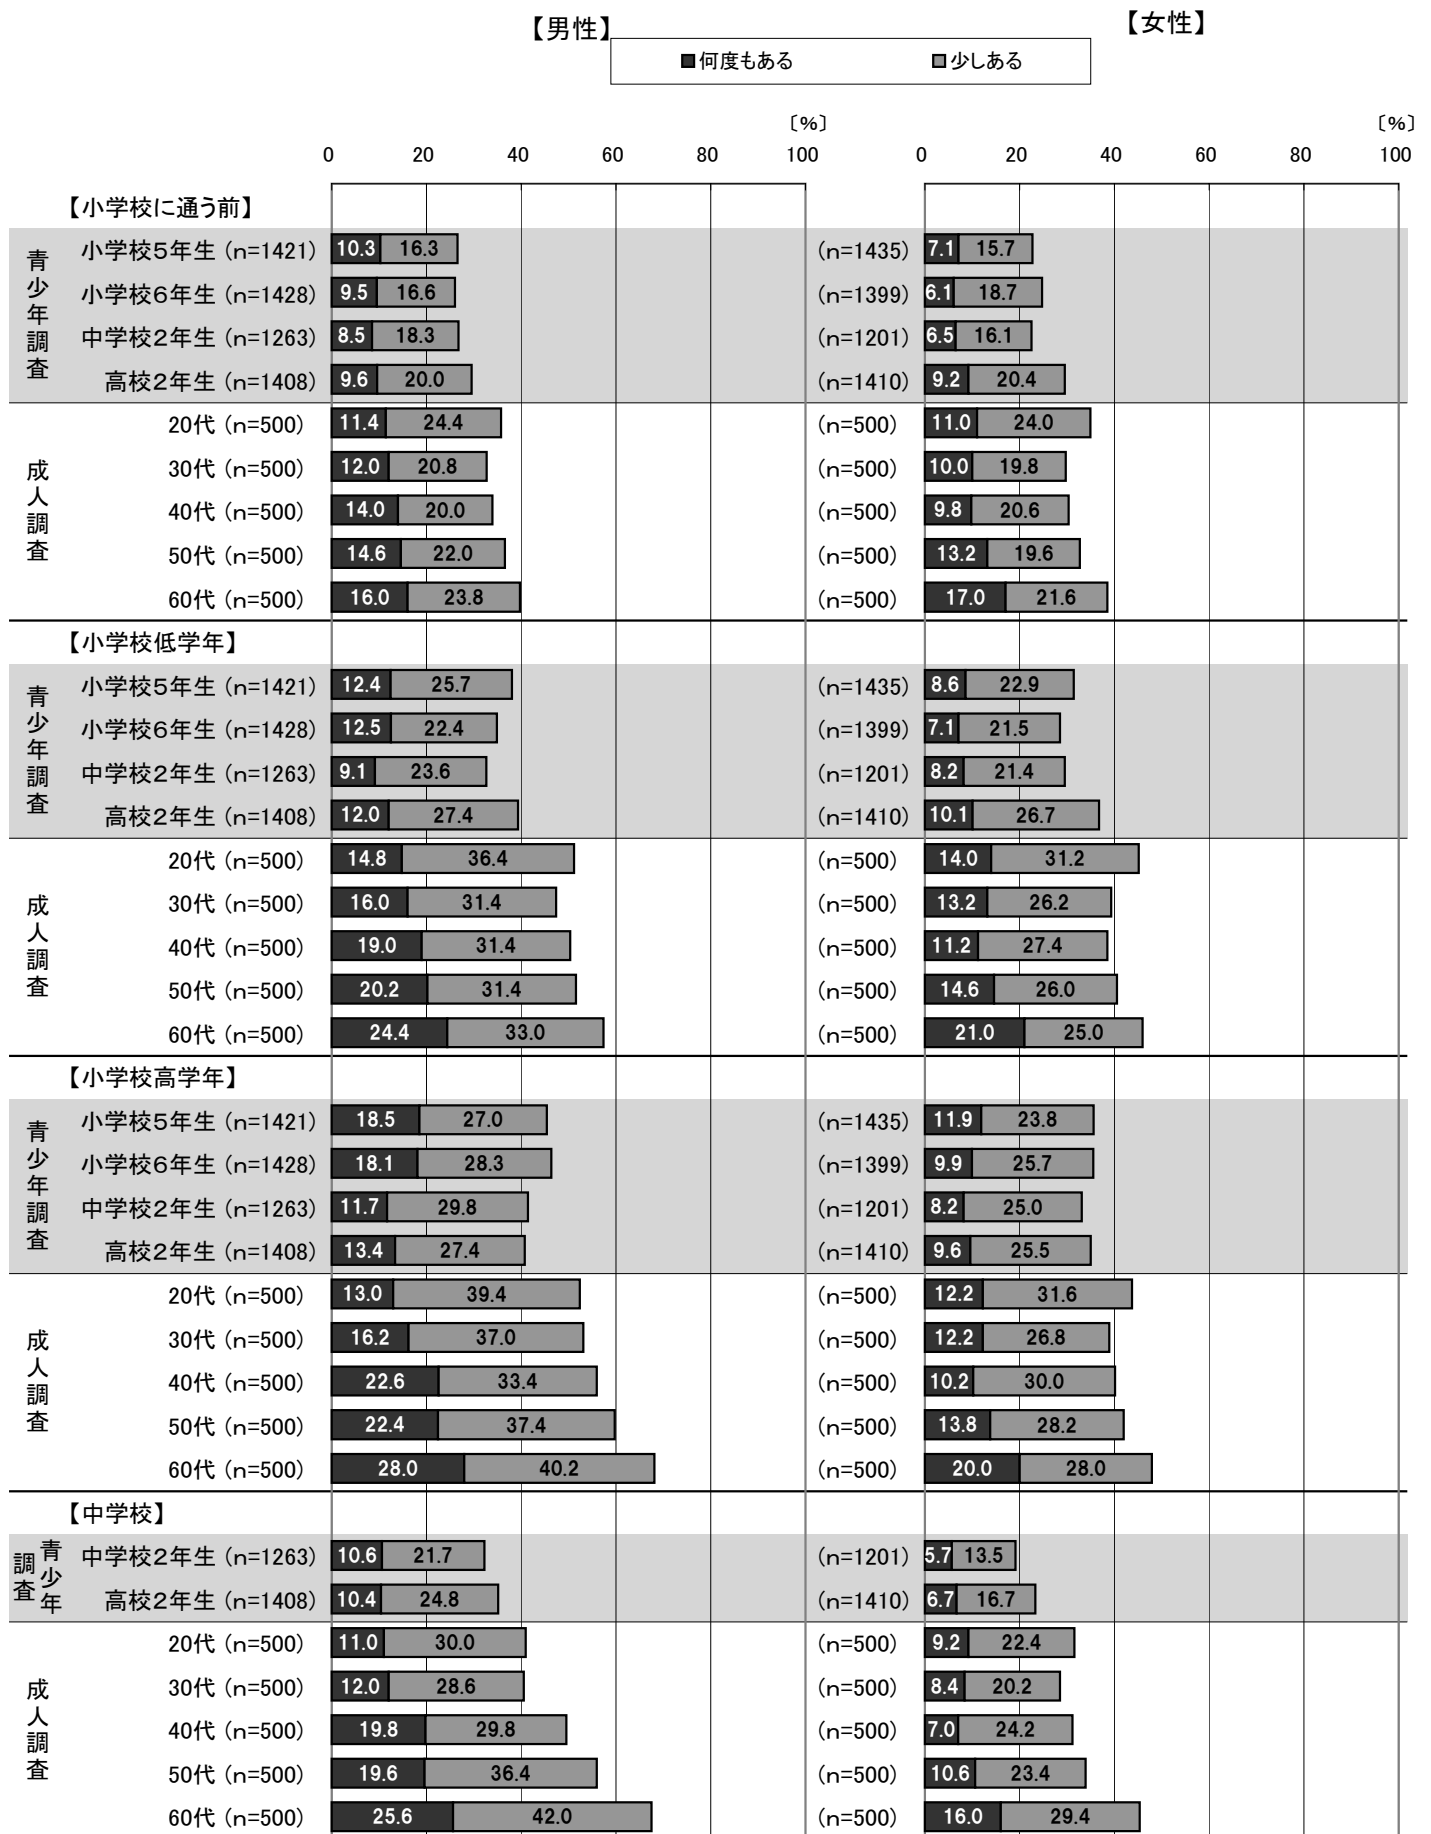 【男性】
【女性】
■何度もある ■少しある
〔%〕 〔%〕
0 20 40 60 80 100 0 20 40 60 80 100
【小学校に通う前】
青少年調査
小学校5年生 (n=1421) 10.3 16.3 (n=1435) 7.1 15.7
小学校6年生 (n=1428) 9.5 16.6 (n=1399) 6.1 18.7
中学校2年生 (n=1263) 8.5 18.3 (n=1201) 6.5 16.1
高校2年生 (n=1408) 9.6 20.0 (n=1410) 9.2 20.4
成人調査
20代 (n=500) 11.4 24.4 (n=500) 11.0 24.0
30代 (n=500) 12.0 20.8 (n=500) 10.0 19.8
40代 (n=500) 14.0 20.0 (n=500) 9.8 20.6
50代 (n=500) 14.6 22.0 (n=500) 13.2 19.6
60代 (n=500) 16.0 23.8 (n=500) 17.0 21.6
【小学校低学年】
青少年調査
小学校5年生 (n=1421) 12.4 25.7 (n=1435) 8.6 22.9
小学校6年生 (n=1428) 12.5 22.4 (n=1399) 7.1 21.5
中学校2年生 (n=1263) 9.1 23.6 (n=1201) 8.2 21.4
高校2年生 (n=1408) 12.0 27.4 (n=1410) 10.1 26.7
成人調査
20代 (n=500) 14.8 36.4 (n=500) 14.0 31.2
30代 (n=500) 16.0 31.4 (n=500) 13.2 26.2
40代 (n=500) 19.0 31.4 (n=500) 11.2 27.4
50代 (n=500) 20.2 31.4 (n=500) 14.6 26.0
60代 (n=500) 24.4 33.0 (n=500) 21.0 25.0
【小学校高学年】
青少年調査
小学校5年生 (n=1421) 18.5 27.0 (n=1435) 11.9 23.8
小学校6年生 (n=1428) 18.1 28.3 (n=1399) 9.9 25.7
中学校2年生 (n=1263) 11.7 29.8 (n=1201) 8.2 25.0
高校2年生 (n=1408) 13.4 27.4 (n=1410) 9.6 25.5
成人調査
20代 (n=500) 13.0 39.4 (n=500) 12.2 31.6
30代 (n=500) 16.2 37.0 (n=500) 12.2 26.8
40代 (n=500) 22.6 33.4 (n=500) 10.2 30.0
50代 (n=500) 22.4 37.4 (n=500) 13.8 28.2
60代 (n=500) 28.0 40.2 (n=500) 20.0 28.0
【中学校】
青少年調査
中学校2年生 (n=1263) 10.6 21.7 (n=1201) 5.7 13.5
高校2年生 (n=1408) 10.4 24.8 (n=1410) 6.7 16.7
成人調査
20代 (n=500) 11.0 30.0 (n=500) 9.2 22.4
30代 (n=500) 12.0 28.6 (n=500) 8.4 20.2
40代 (n=500) 19.8 29.8 (n=500) 7.0 24.2
50代 (n=500) 19.6 36.4 (n=500) 10.6 23.4
60代 (n=500) 25.6 42.0 (n=500) 16.0 29.4